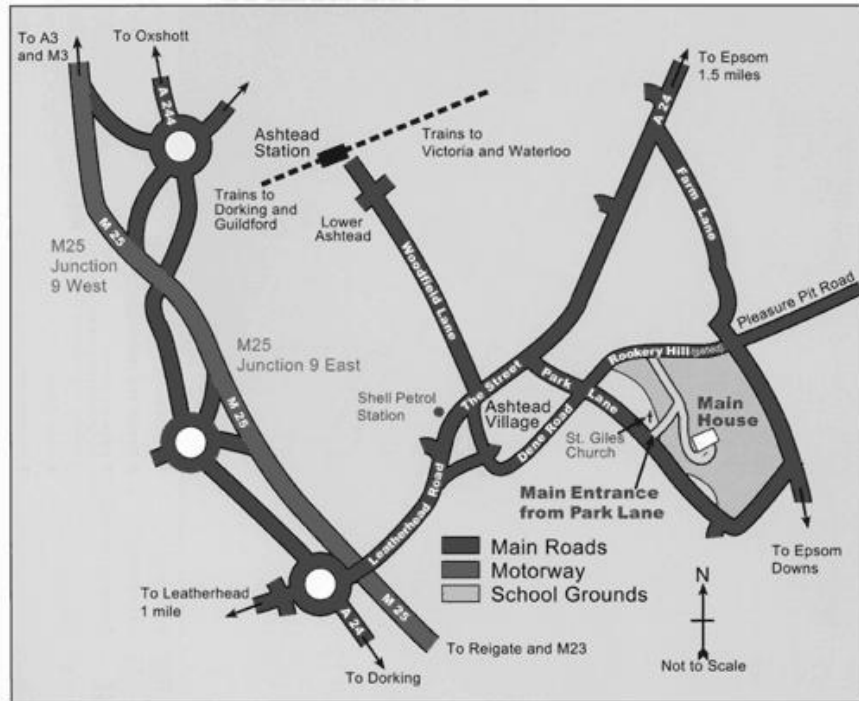 To A3
and M3
To Oxshott
A 244
To Epsom
1.5 miles
A 24
Ashtead
Station
Trains to
Victoria and Waterloo
Trains to
Dorking and
Guildford
Lower
Ashtead
Farm Lane
M 25
M25
Junction
9 West
Woodfield Lane
Pleasure Pit Road
M25
Junction 9 East
Rookery Hill (gated)
The Street
Park Lane
Shell Petrol
Station
M 25
Ashtead
Village
Dene Road
St. Giles
Church
Main
House
Main Entrance
from Park Lane
Leatherhead Road
Main Roads
Motorway
School Grounds
To Epsom
Downs
N
To Leatherhead
1 mile
A 24
M 25
To Reigate and M23
Not to Scale
To Dorking